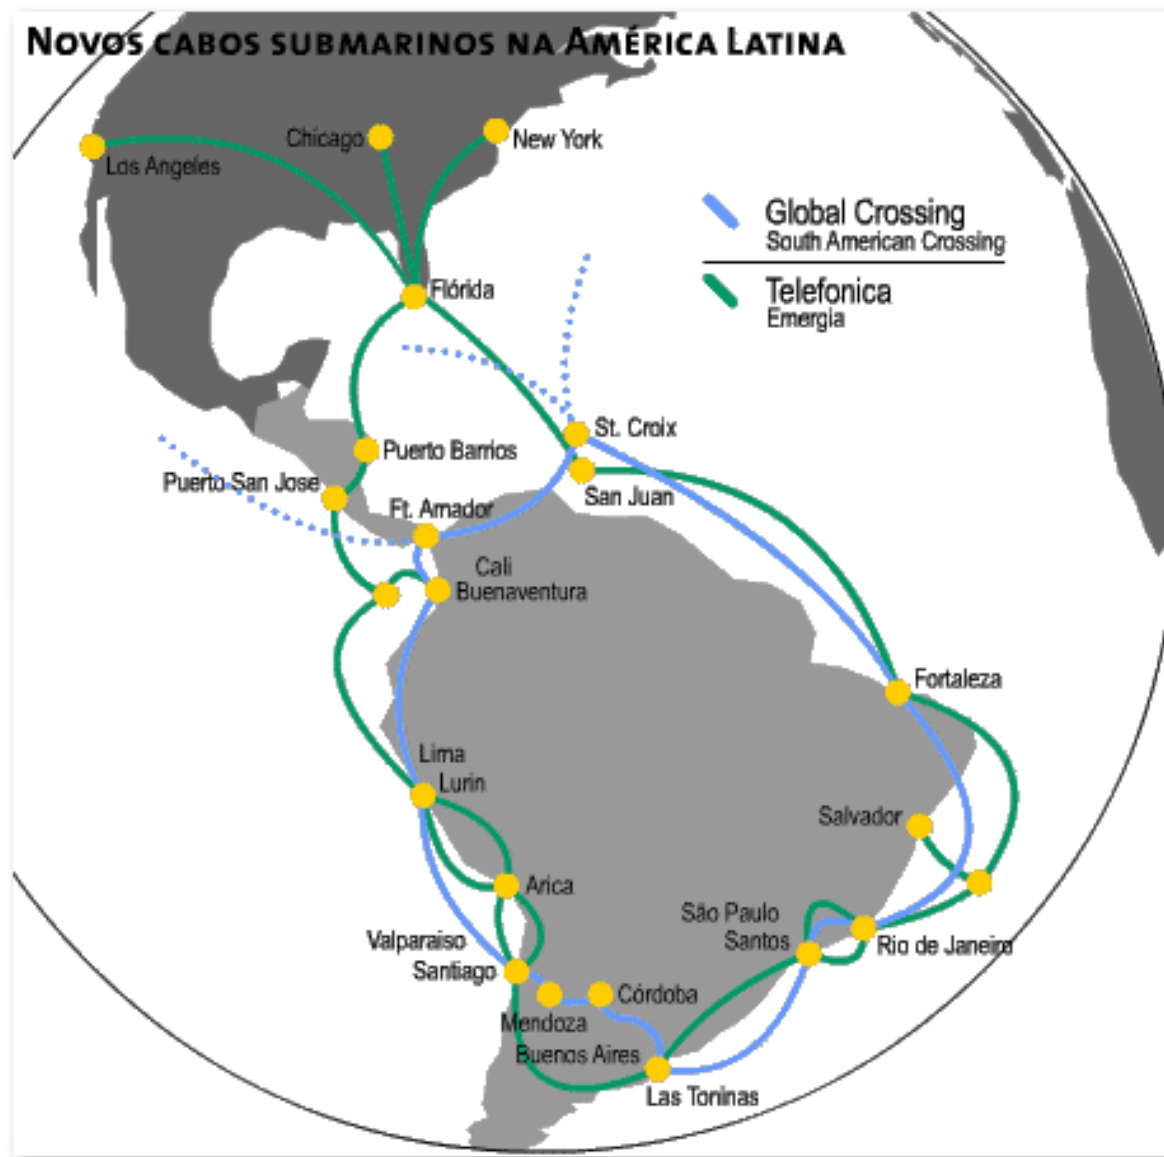 Novos cabos submarinos na América Latina
Chicago
New York
Los Angeles
Global Crossing
South American Crossing
Telefonica
Emergia
Flórida
St. Croix
Puerto Barrios
Puerto San Jose
San Juan
Ft. Amador
Cali
Buenaventura
Fortaleza
Lima
Lurin
Salvador
Arica
São Paulo
Santos
Rio de Janeiro
Valparaiso
Santiago
Córdoba
Mendoza
Buenos Aires
Las Toninas